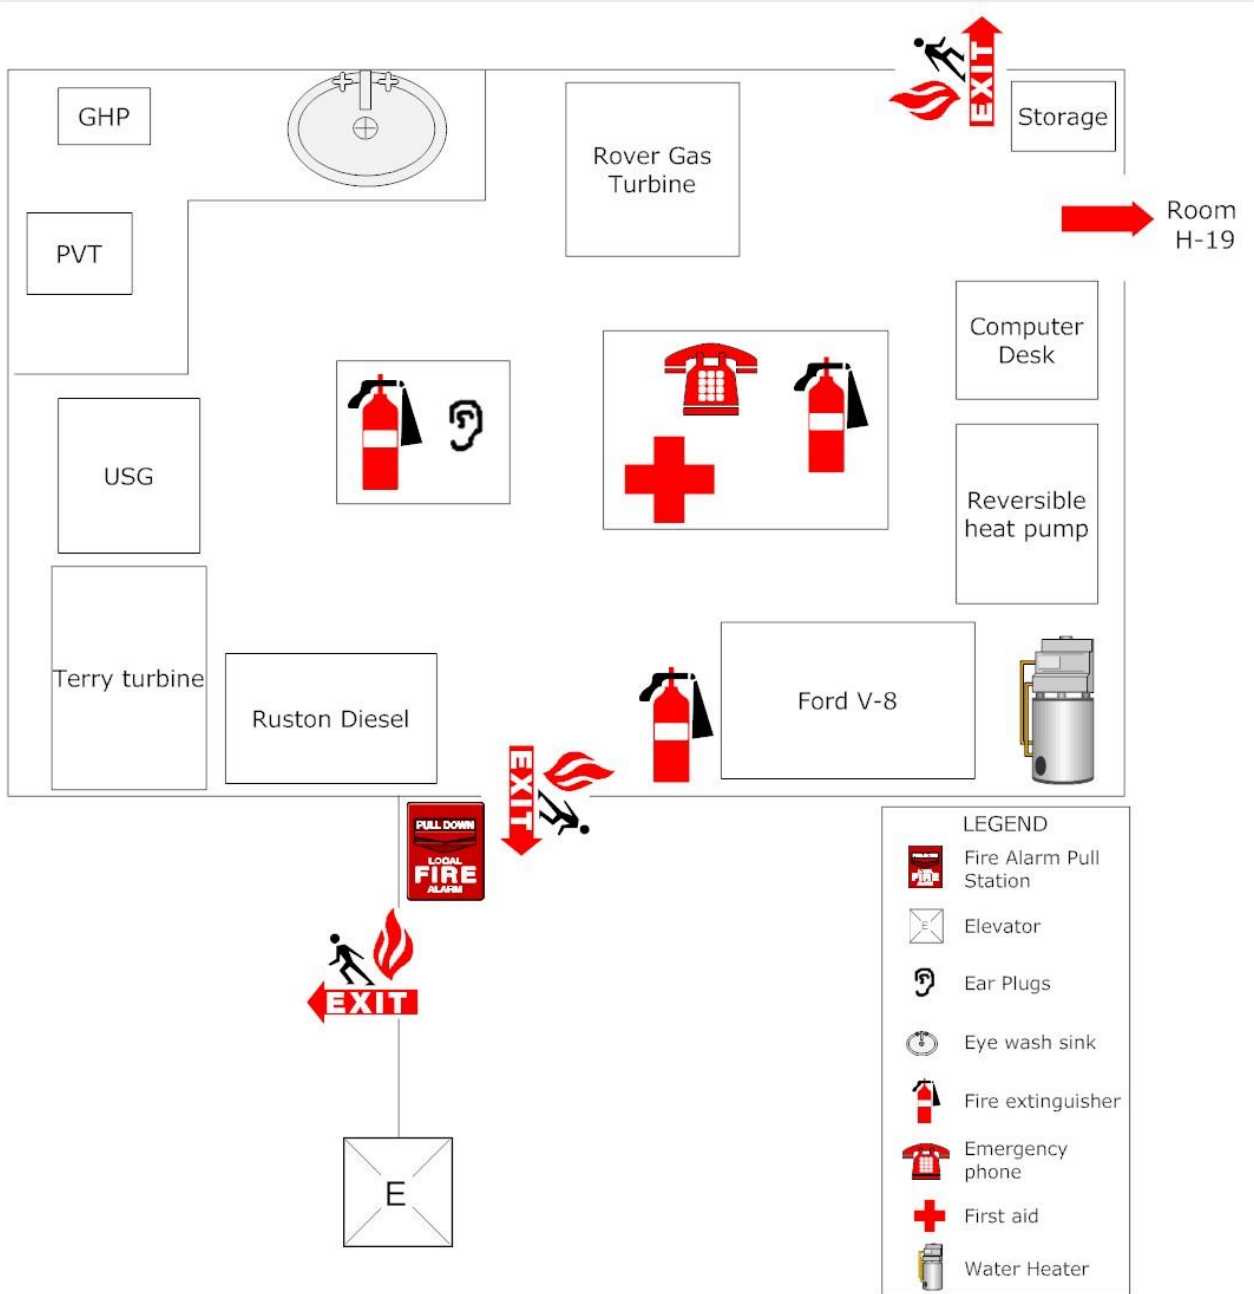 EXIT
GHP
Storage
Rover Gas
Turbine
Room
H-19
PVT
Computer
Desk
USG
Reversible
heat pump
Terry turbine
Ruston Diesel
Ford V-8
EXIT
PULL DOWN
LOCAL
FIRE
ALARM
EXIT
E
LEGEND
Fire Alarm Pull
Station
E
Elevator
Ear Plugs
Eye wash sink
Fire extinguisher
Emergency
phone
First aid
Water Heater